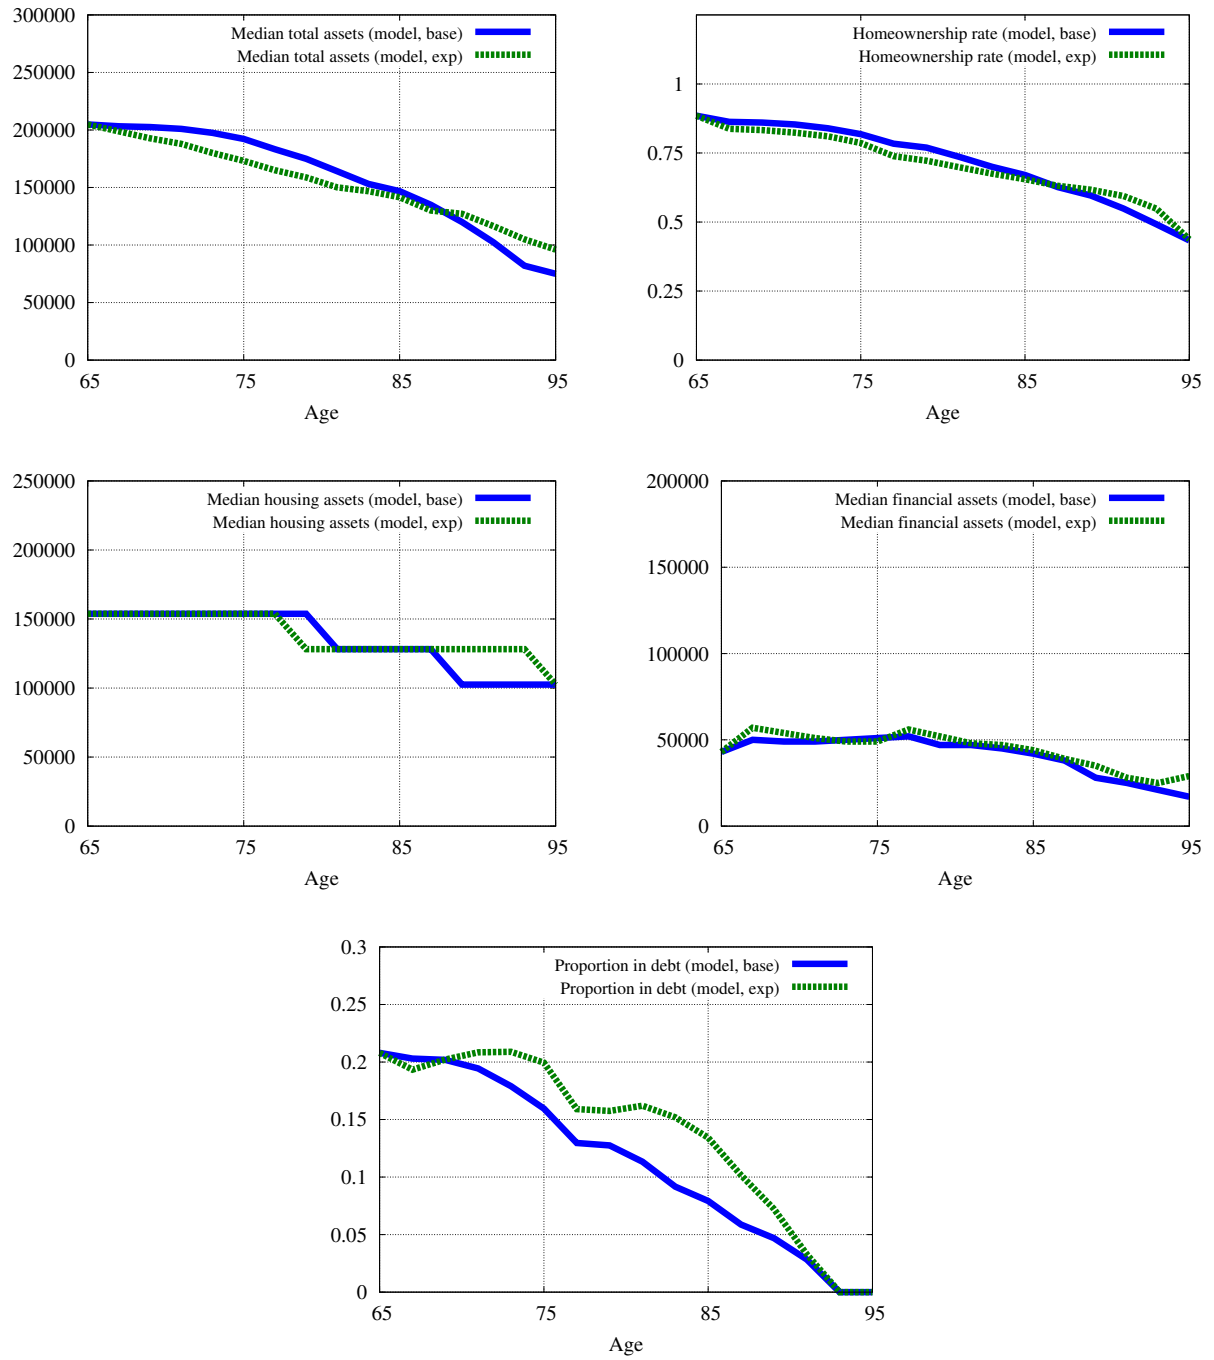 300000
Median total assets (model, base)
Median total assets (model, exp)
250000
200000
150000
100000
50000
0
65 75 85 95
Age
Homeownership rate (model, base)
Homeownership rate (model, exp)
1
0.75
0.5
0.25
0
65 75 85 95
Age
250000
Median housing assets (model, base)
Median housing assets (model, exp)
200000
150000
100000
50000
0
65 75 85 95
Age
200000
Median financial assets (model, base)
Median financial assets (model, exp)
150000
100000
50000
0
65 75 85 95
Age
0.3
Proportion in debt (model, base)
Proportion in debt (model, exp)
0.25
0.2
0.15
0.1
0.05
0
65 75 85 95
Age